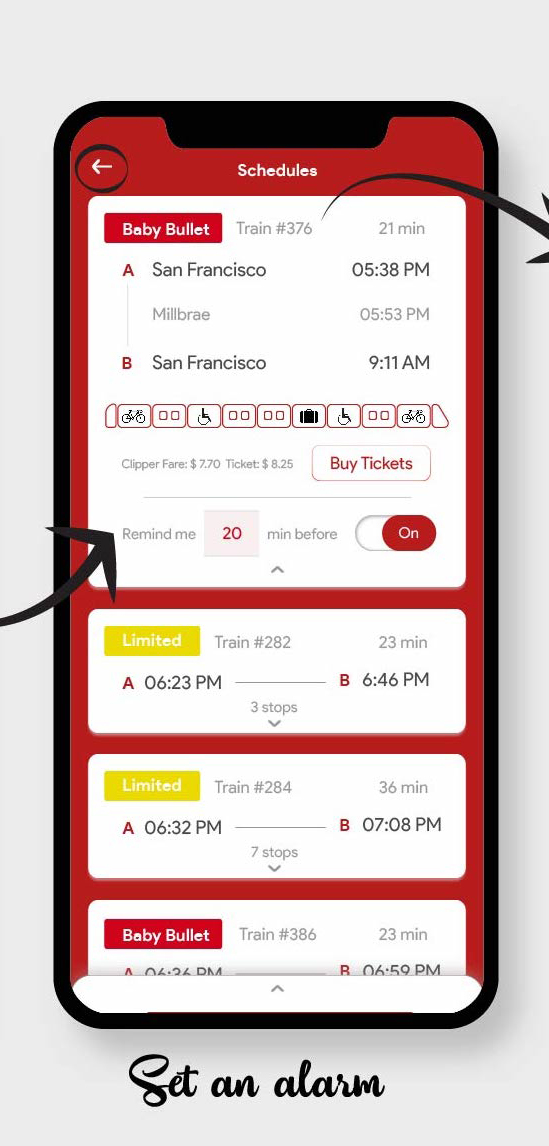 Schedules
Baby Bullet Train #376 21 min
A San Francisco 05:38 PM
Millbrae 05:53 PM
B San Francisco 9:11 AM
Clipper Fare: $ 7.70 Ticket: $ 8.25 Buy Tickets
Remind me 20 min before On
Limited Train #282 23 min
A 06:23 PM B 6:46 PM
3 stops
Limited Train #284 36 min
A 06:32 PM B 07:08 PM
7 stops
Baby Bullet Train #386 23 min
A 06:36 PM B 06:59 PM
Set an alarm